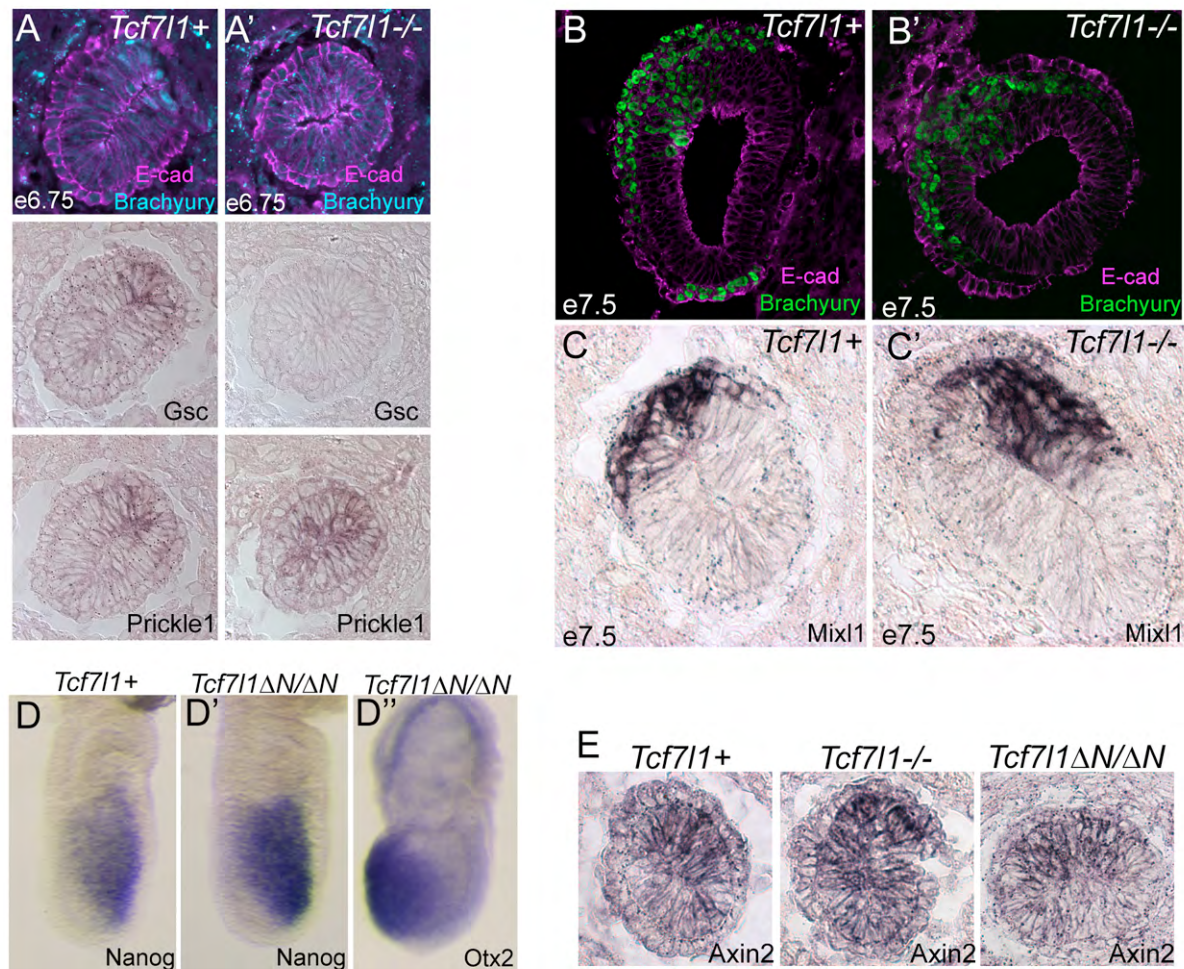 A
Tcf7l1+
A'
Tcf7l1-/-
E-cad
Brachyury
e6.75
E-cad
Brachyury
e6.75
Gsc
Gsc
Prickle1
Prickle1
B
Tcf7l1+
B'
Tcf7l1-/-
E-cad
Brachyury
e7.5
E-cad
Brachyury
e7.5
C
Tcf7l1+
C'
Tcf7l1-/-
e7.5
Mixl1
e7.5
Mixl1
Tcf7l1+
Tcf7l1ΔN/ΔN
Tcf7l1ΔN/ΔN
D
D'
D"
Nanog
Nanog
Otx2
E
Tcf7l1+
Tcf7l1-/-
Tcf7l1ΔN/ΔN
Axin2
Axin2
Axin2